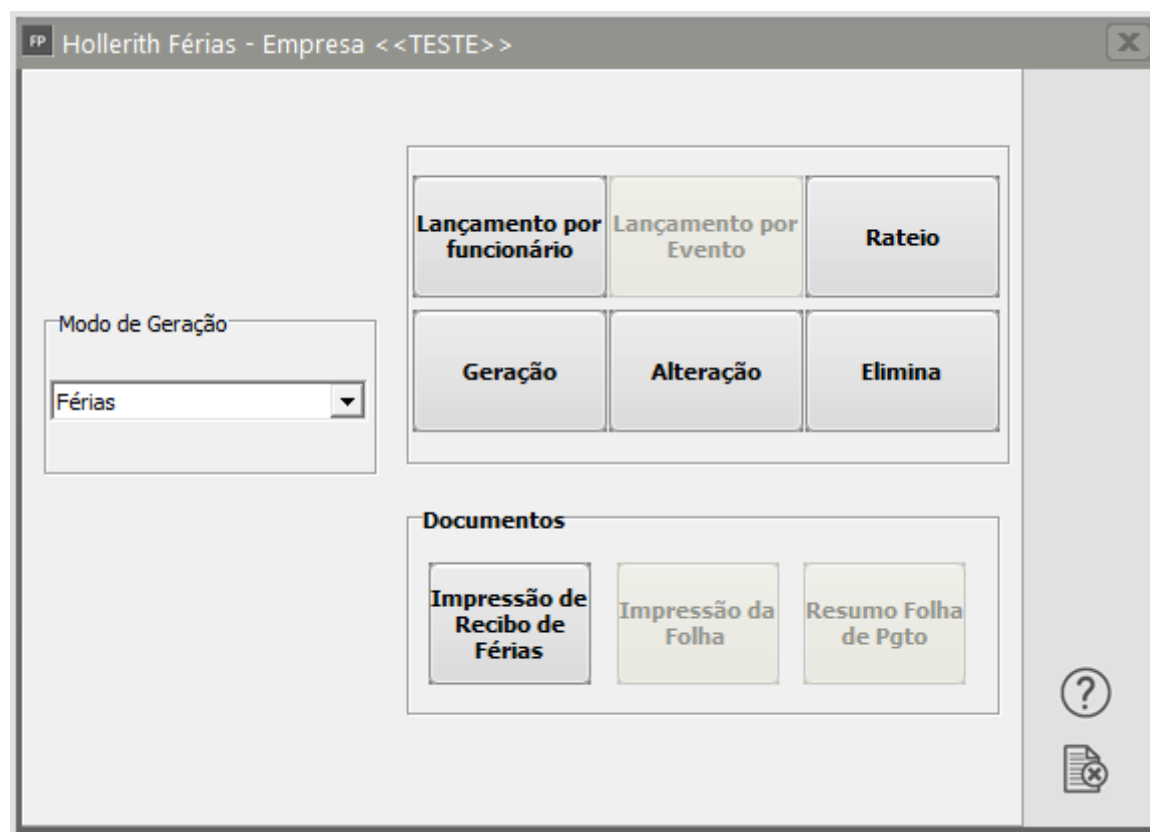 FP Hollerith Férias - Empresa <<TESTE>>
Modo de Geração
Férias
Lançamento por
funcionário
Lançamento por
Evento
Rateio
Geração
Alteração
Elimina
Documentos
Impressão de
Recibo de
Férias
Impressão da
Folha
Resumo Folha
de Pgto